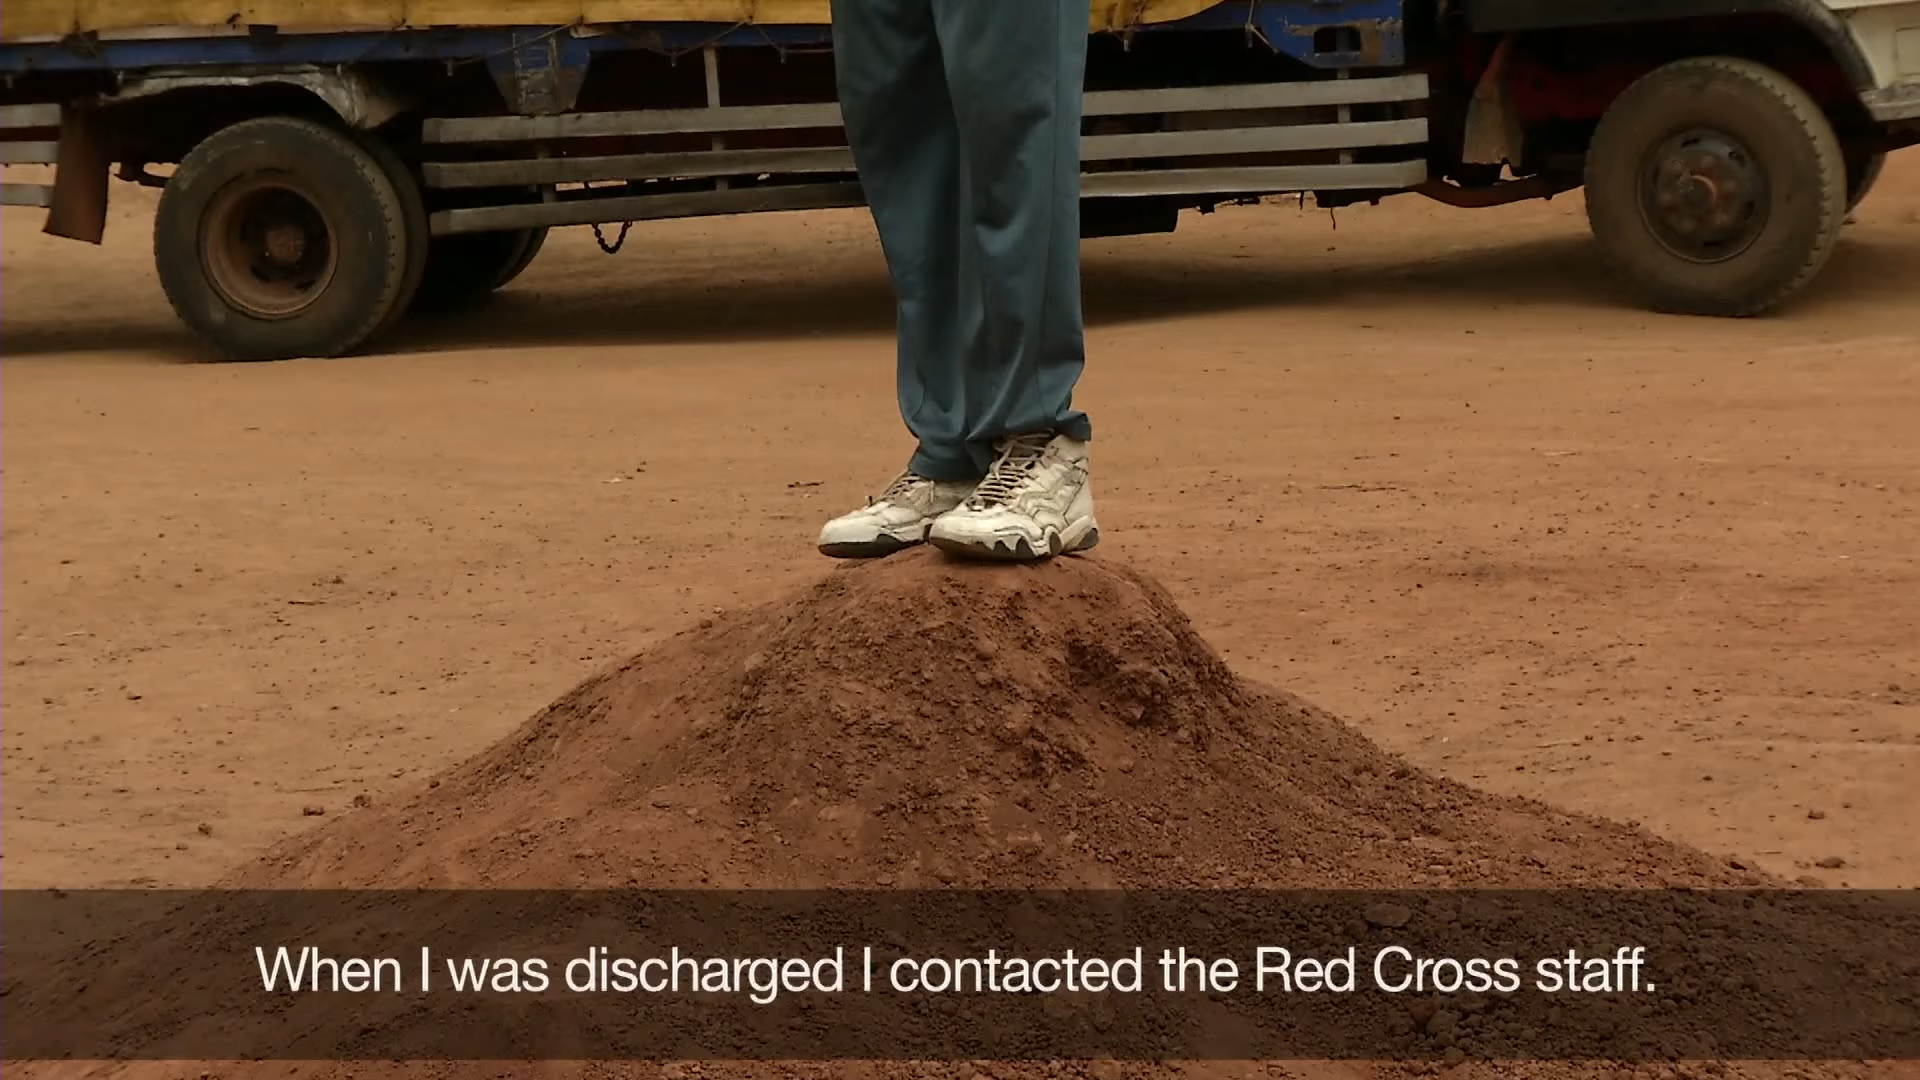 When I was discharged I contacted the Red Cross staff.